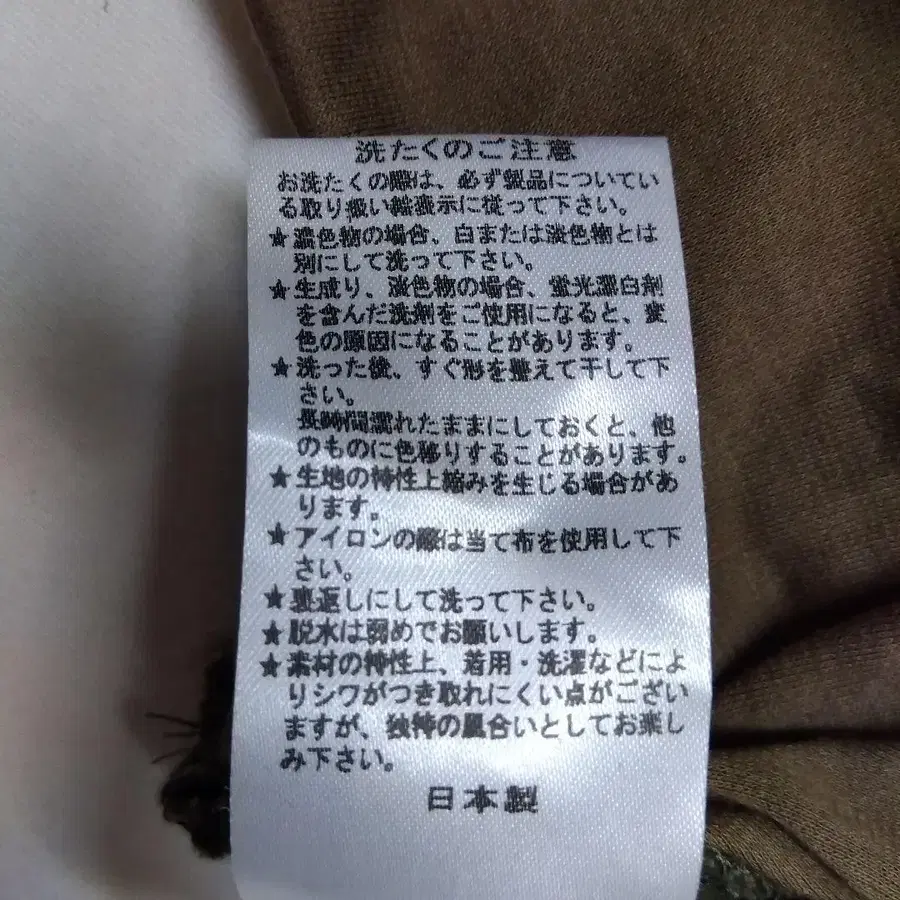 洗たくのご注意
お洗たくの際は、必ず製品についてい
る取り扱い絵表示に従って下さい。
★濃色物の場合、白または淡色物とは
別にして洗って下さい。
★生成り、淡色物の場合、蛍光漂白剤
を含んだ洗剤をご使用になると、変
色の原因になることがあります。
★洗った後、すぐ形を整えて干して下
さい。
長時間濡れたままにしておくと、他
のものに色移りすることがあります。
★生地の特性上縮みを生じる場合があ
ります。
★アイロンの際は当て布を使用して下
さい。
★裏返しにして洗って下さい。
★脱水は弱めでお願いします。
★素材の特性上、着用・洗濯などによ
りシワがつき取れにくい点がござい
ますが、独特の風合いとしてお楽し
み下さい。
日本製